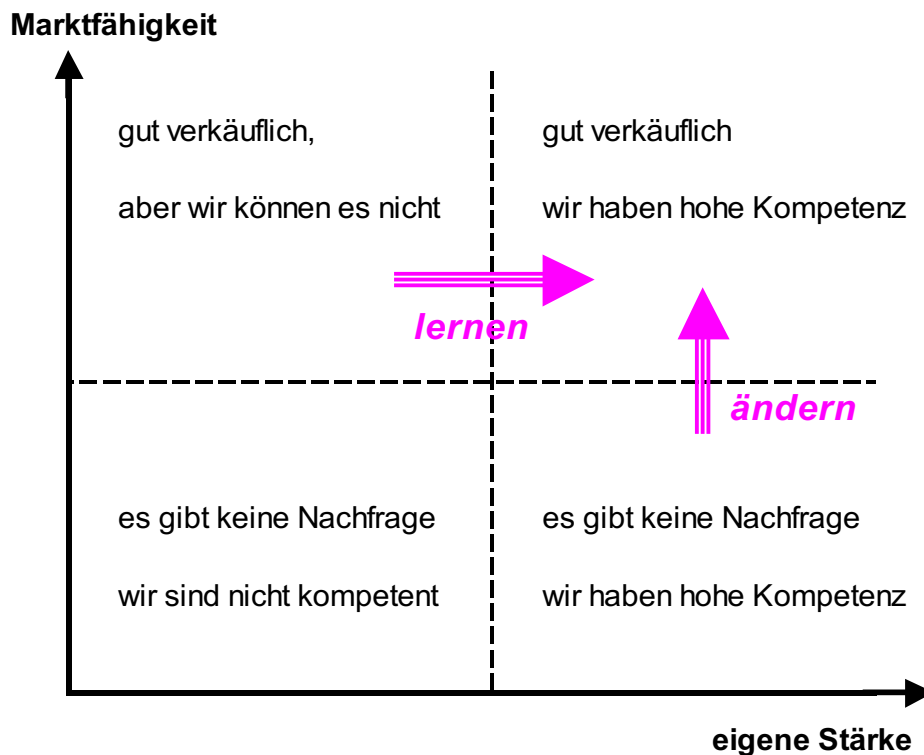 Marktfähigkeit
gut verkäuflich,
aber wir können es nicht
gut verkäuflich
wir haben hohe Kompetenz
lernen
ändern
es gibt keine Nachfrage
wir sind nicht kompetent
es gibt keine Nachfrage
wir haben hohe Kompetenz
eigene Stärke